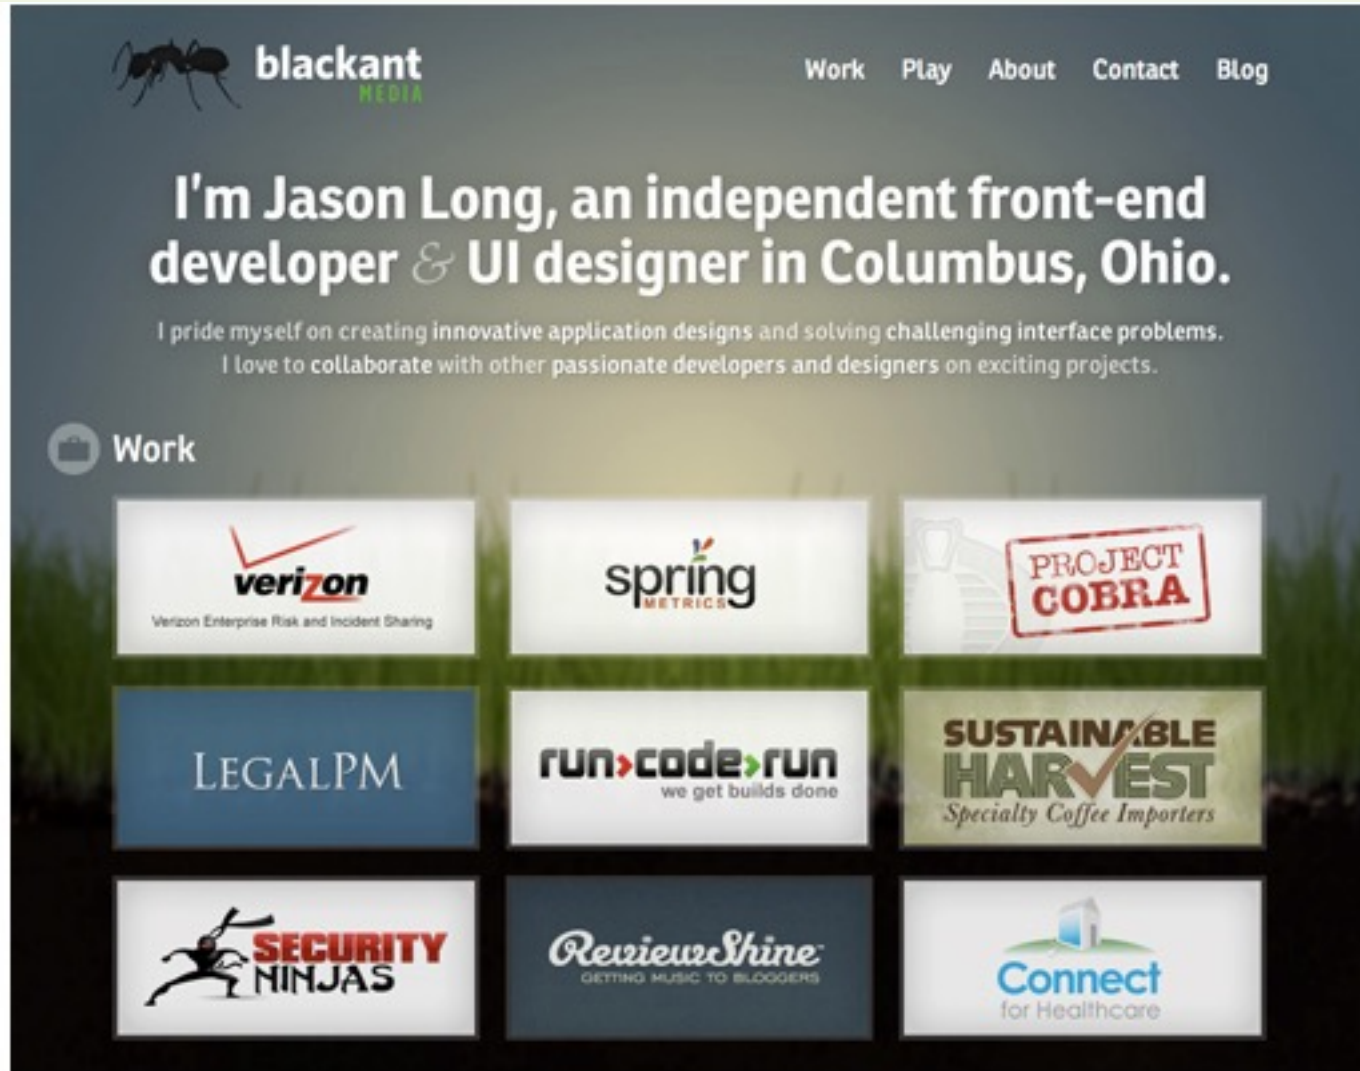 blackant
MEDIA
Work Play About Contact Blog
I'm Jason Long, an independent front-end
developer & UI designer in Columbus, Ohio.
I pride myself on creating innovative application designs and solving challenging interface problems.
I love to collaborate with other passionate developers and designers on exciting projects.
Work
verizon
Verizon Enterprise Risk and Incident Sharing
spring
METRICS
PROJECT
COBRA
LEGALPM
run>code>run
we get builds done
SUSTAINABLE
HARVEST
Specialty Coffee Importers
SECURITY
NINJAS
ReviewShine
GETTING MUSIC TO BLOGGERS
Connect
for Healthcare